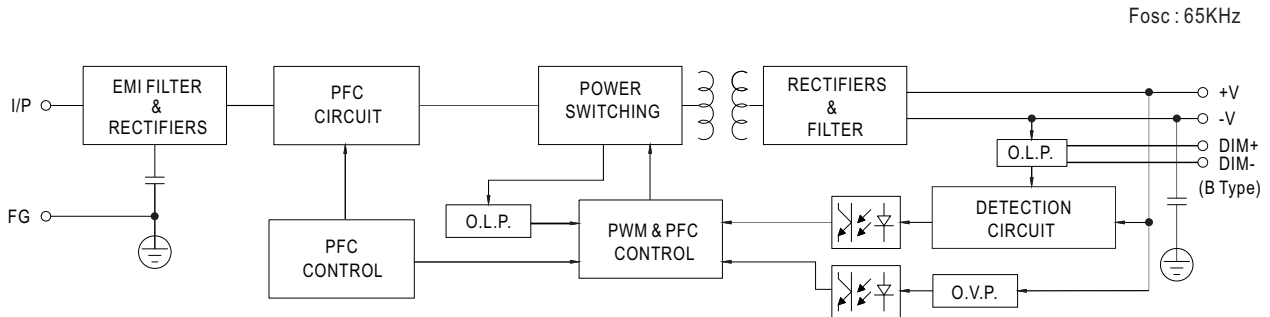 Fosc : 65KHz
I/P
EMI FILTER
&
RECTIFIERS
PFC
CIRCUIT
POWER
SWITCHING
RECTIFIERS
&
FILTER
+V
-V
DIM+
DIM-
(B Type)
O.L.P.
FG
O.L.P.
PFC
CONTROL
PWM & PFC
CONTROL
DETECTION
CIRCUIT
O.V.P.